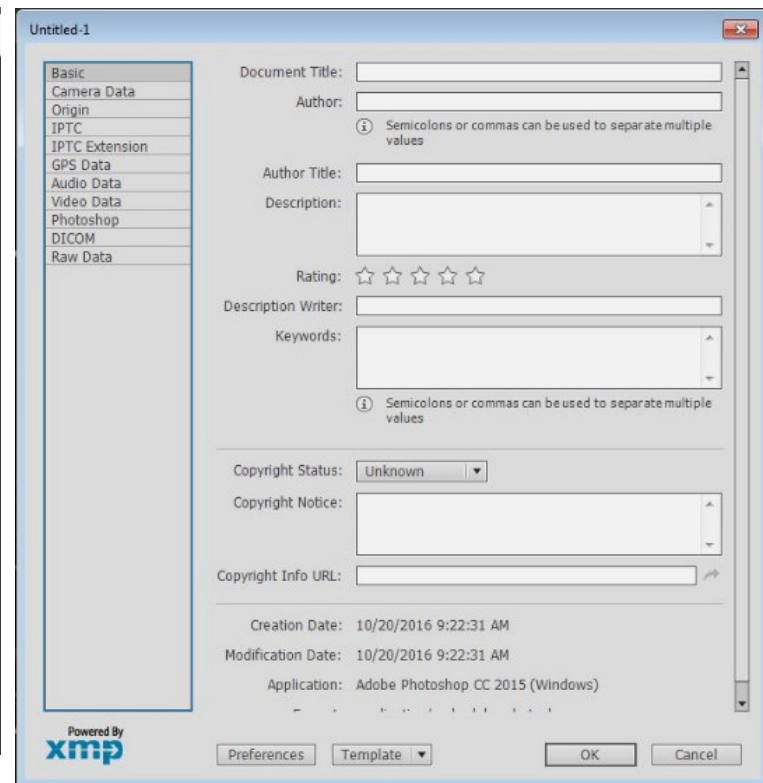 Untitled-1
Basic
Camera Data
Origin
IPTC
IPTC Extension
GPS Data
Audio Data
Video Data
Photoshop
DICOM
Raw Data
Document Title:
Author:
Semicolons or commas can be used to separate multiple
values
Author Title:
Description:
Rating:
Description Writer:
Keywords:
Semicolons or commas can be used to separate multiple
values
Copyright Status: Unknown
Copyright Notice:
Copyright Info URL:
Creation Date: 10/20/2016 9:22:31 AM
Modification Date: 10/20/2016 9:22:31 AM
Application: Adobe Photoshop CC 2015 (Windows)
Powered By
xmp
Preferences Template OK Cancel